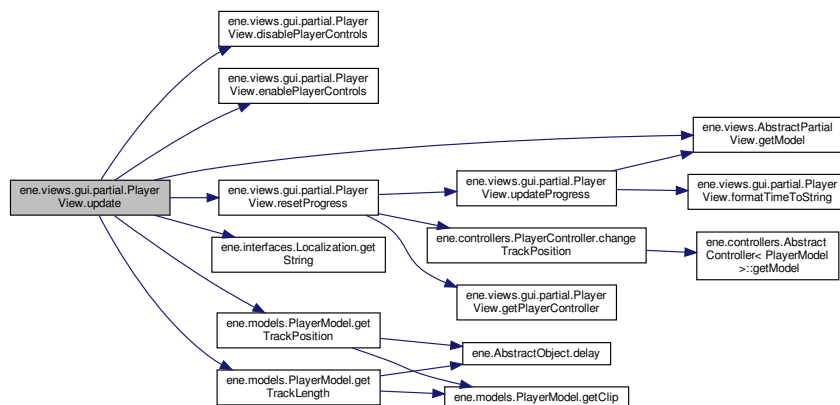 ene.views.gui.partial.Player
View.disablePlayerControls
ene.views.gui.partial.Player
View.enablePlayerControls
ene.views.AbstractPartial
View.getModel
ene.views.gui.partial.Player
View.update
ene.views.gui.partial.Player
View.resetProgress
ene.views.gui.partial.Player
View.updateProgress
ene.views.gui.partial.Player
View.formatTimeToString
ene.interfaces.Localization.get
String
ene.controllers.PlayerController.change
TrackPosition
ene.controllers.Abstract
Controller< PlayerModel
>::getModel
ene.views.gui.partial.Player
View.getPlayerController
ene.models.PlayerModel.get
TrackPosition
ene.AbstractObject.delay
ene.models.PlayerModel.get
TrackLength
ene.models.PlayerModel.getClip